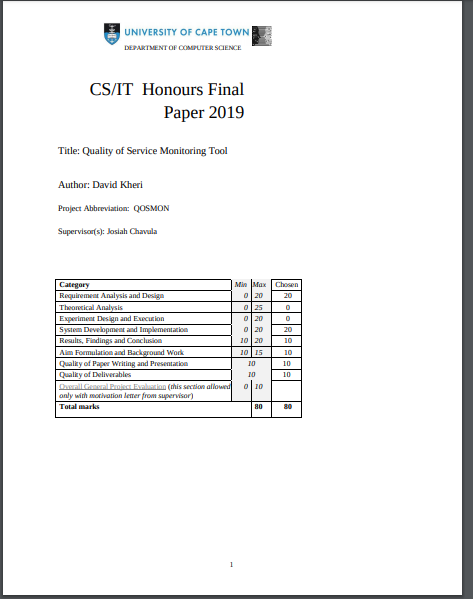 UNIVERSITY OF CAPE TOWN
DEPARTMENT OF COMPUTER SCIENCE
CS/IT Honours Final
Paper 2019
Title: Quality of Service Monitoring Tool
Author: David Kheri
Project Abbreviation: QOSMON
Supervisor(s): Josiah Chavula
Category Min Max Chosen
Requirement Analysis and Design 0 20 20
Theoretical Analysis 0 25 0
Experiment Design and Execution 0 20 0
System Development and Implementation 0 20 20
Results, Findings and Conclusion 10 20 10
Aim Formulation and Background Work 10 15 10
Quality of Paper Writing and Presentation 10 10
Quality of Deliverables 10 10
Overall General Project Evaluation (this section allowed 0 10
only with motivation letter from supervisor)
Total marks 80 80
1